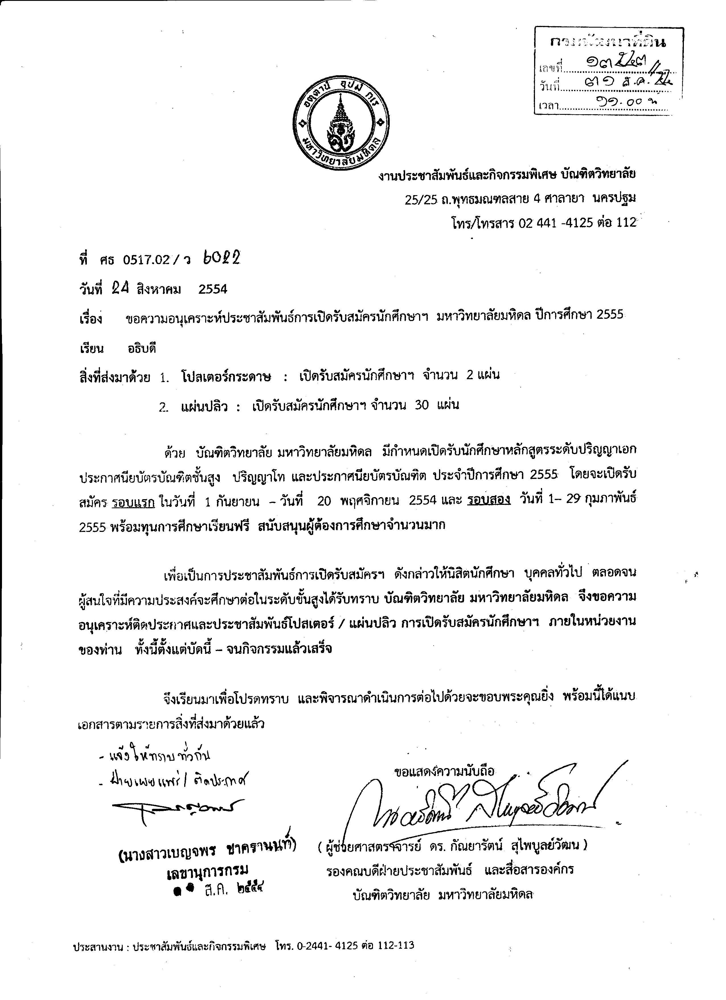 กรมพัฒนาที่ดิน
เลขที่
วันที่ ๓๑ ส.ค.
เวลา ๑๑.๐๐ น
อตฺตานํ อุปมํ กเร
มหาวิทยาลัยมหิดล
งานประชาสัมพันธ์และกิจกรรมพิเศษ บัณฑิตวิทยาลัย
25/25 ถ.พุทธมณฑลสาย 4 ศาลายา นครปฐม
โทร/โทรสาร 02 441 -4125 ต่อ 112
ที่ ศธ 0517.02 / ว 6022
วันที่ 24 สิงหาคม 2554
เรื่อง ขอความอนุเคราะห์ประชาสัมพันธ์การเปิดรับสมัครนักศึกษาฯ มหาวิทยาลัยมหิดล ปีการศึกษา 2555
เรียน อธิบดี
สิ่งที่ส่งมาด้วย 1. โปสเตอร์กระดาษ : เปิดรับสมัครนักศึกษาฯ จำนวน 2 แผ่น
2. แผ่นปลิว : เปิดรับสมัครนักศึกษาฯ จำนวน 30 แผ่น
ด้วย บัณฑิตวิทยาลัย มหาวิทยาลัยมหิดล มีกำหนดเปิดรับนักศึกษาหลักสูตรระดับปริญญาเอก
ประกาศนียบัตรบัณฑิตชั้นสูง ปริญญาโท และประกาศนียบัตรบัณฑิต ประจำปีการศึกษา 2555 โดยจะเปิดรับ
สมัคร รอบแรก ในวันที่ 1 กันยายน – วันที่ 20 พฤศจิกายน 2554 และ รอบสอง วันที่ 1– 29 กุมภาพันธ์
2555 พร้อมทุนการศึกษาเรียนฟรี สนับสนุนผู้ต้องการศึกษาจำนวนมาก
เพื่อเป็นการประชาสัมพันธ์การเปิดรับสมัครฯ ดังกล่าวให้นิสิตนักศึกษา บุคคลทั่วไป ตลอดจน
ผู้สนใจที่มีความประสงค์จะศึกษาต่อในระดับขั้นสูงได้รับทราบ บัณฑิตวิทยาลัย มหาวิทยาลัยมหิดล จึงขอความ
อนุเคราะห์ติดประกาศและประชาสัมพันธ์โปสเตอร์ / แผ่นปลิว การเปิดรับสมัครนักศึกษาฯ ภายในหน่วยงาน
ของท่าน ทั้งนี้ตั้งแต่บัดนี้ – จนกิจกรรมแล้วเสร็จ
จึงเรียนมาเพื่อโปรดทราบ และพิจารณาดำเนินการต่อไปด้วยจะขอบพระคุณยิ่ง พร้อมนี้ได้แนบ
เอกสารตามรายการสิ่งที่ส่งมาด้วยแล้ว
- แจ้งให้ทราบทั่วกัน
- ฝ่ายเผยแพร่/ ติดประกาศ
ขอแสดงความนับถือ
(นางสาวเบญจพร ชาครานนท์)
เลขานุการกรม
ส.ค. ๒๕๕๔
( ผู้ช่วยศาสตราจารย์ ดร. กัณยารัตน์ สุไพบูลย์วัฒน )
รองคณบดีฝ่ายประชาสัมพันธ์ และสื่อสารองค์กร
บัณฑิตวิทยาลัย มหาวิทยาลัยมหิดล
ประสานงาน : ประชาสัมพันธ์และกิจกรรมพิเศษ โทร. 0-2441- 4125 ต่อ 112-113